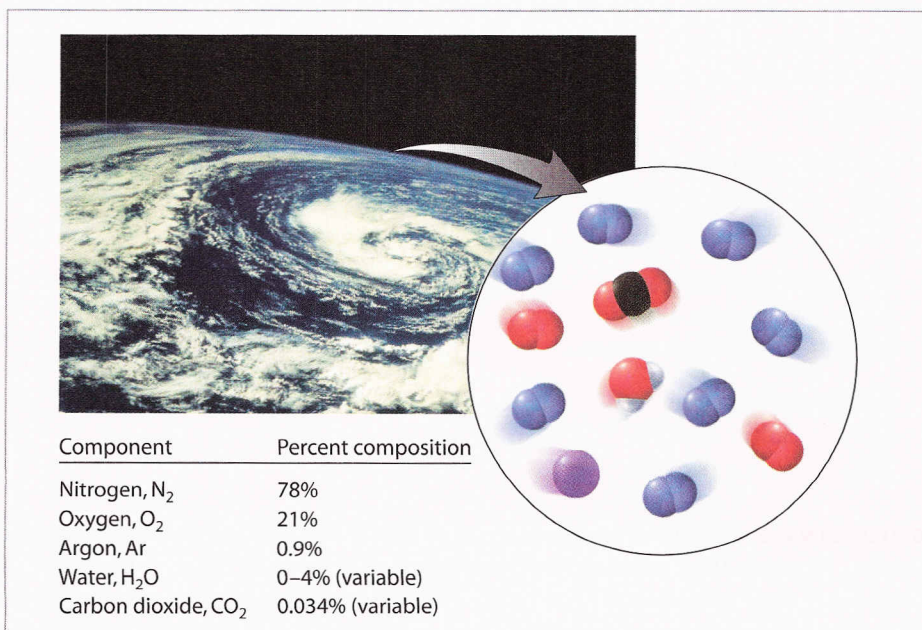 Component Percent composition
Nitrogen, N₂ 78%
Oxygen, O₂ 21%
Argon, Ar 0.9%
Water, H₂O 0–4% (variable)
Carbon dioxide, CO₂ 0.034% (variable)